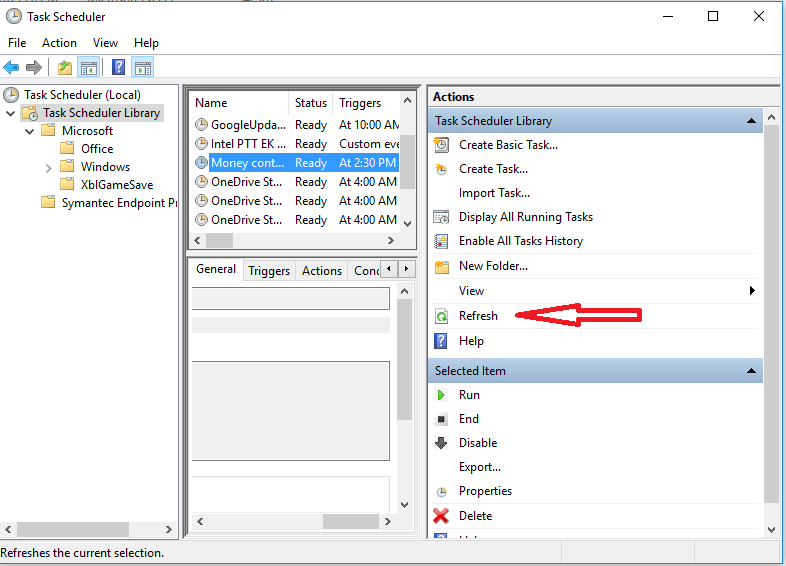 Task Scheduler
File Action View Help
Task Scheduler (Local)
Task Scheduler Library
Microsoft
Office
Windows
XblGameSave
Symantec Endpoint Pr
Name Status Triggers
GoogleUpda... Ready At 10:00 AM
Intel PTT EK ... Ready Custom eve
Money cont... Ready At 2:30 PM
OneDrive St... Ready At 4:00 AM
OneDrive St... Ready At 4:00 AM
OneDrive St... Ready At 4:00 AM
General Triggers Actions Conc
Actions
Task Scheduler Library
Create Basic Task...
Create Task...
Import Task...
Display All Running Tasks
Enable All Tasks History
New Folder...
View
Refresh
Help
Selected Item
Run
End
Disable
Export...
Properties
Delete
Refreshes the current selection.